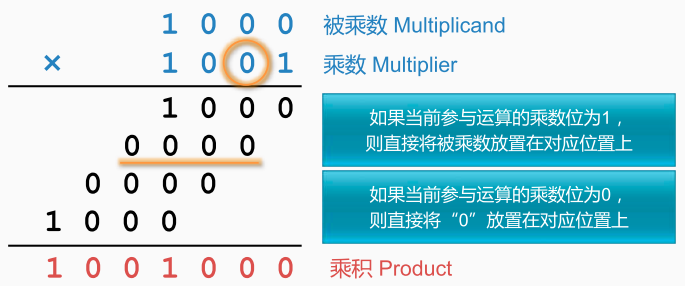 1 0 0 0 被乘数 Multiplicand
× 1 0 0 1 乘数 Multiplier
1 0 0 0
0 0 0 0
0 0 0 0
1 0 0 0
1 0 0 1 0 0 0 乘积 Product
如果当前参与运算的乘数位为1，
则直接将被乘数放置在对应位置上
如果当前参与运算的乘数位为0，
则直接将“0”放置在对应位置上